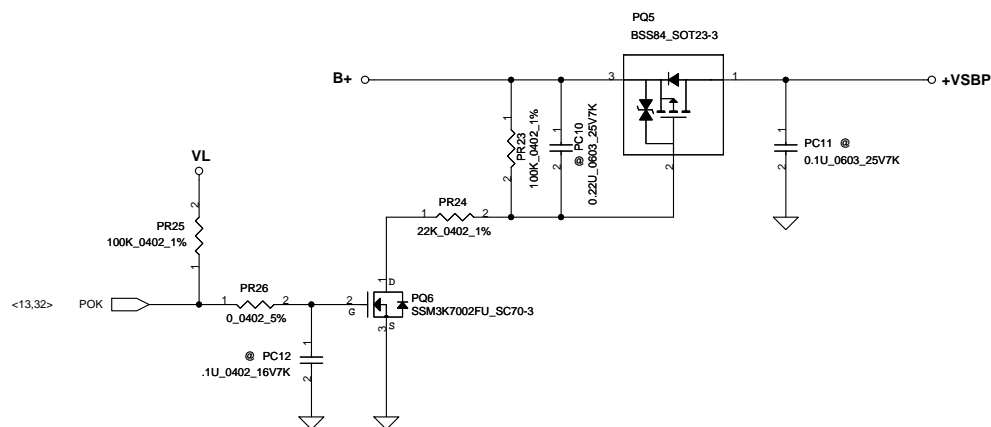 PQ5
BSS84_SOT23-3
B+
3
1
+VSBP
1
PR23
100K_0402_1%
2
1
@ PC10
0.22U_0603_25V7K
2
2
1
PC11 @
0.1U_0603_25V7K
2
VL
2
PR25
100K_0402_1%
1
PR24
1
2
22K_0402_1%
<13,32>
POK
PR26
1
2
0_0402_5%
2
G
1
D
PQ6
SSM3K7002FU_SC70-3
3
S
1
@ PC12
.1U_0402_16V7K
2